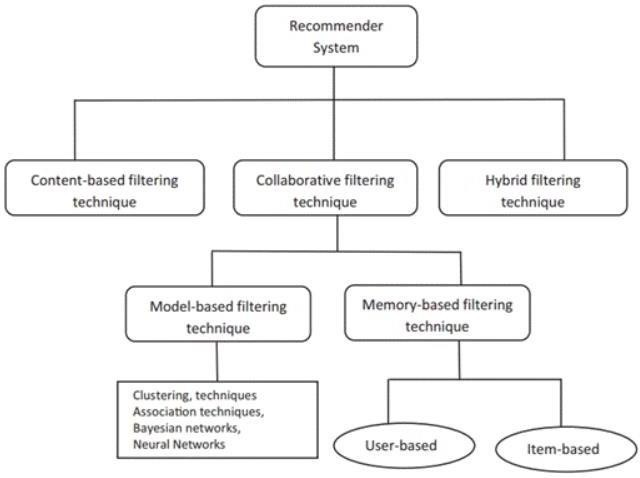 Recommender
System
Content-based filtering
technique
Collaborative filtering
technique
Hybrid filtering
technique
Model-based filtering
technique
Memory-based filtering
technique
Clustering, techniques
Association techniques,
Bayesian networks,
Neural Networks
User-based
Item-based